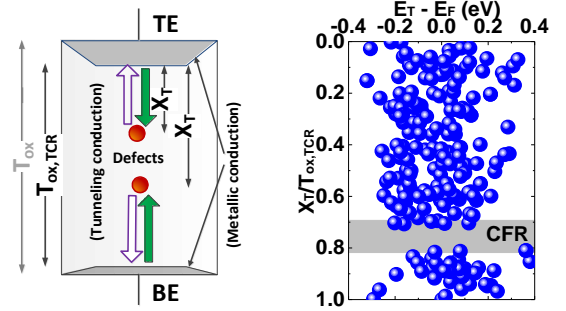 TE
T_ox
T_ox,TCR
(Tunneling conduction)
X_T
X_T
Defects
(Metallic conduction)
BE
E_T - E_F (eV)
-0.4 -0.2 0.0 0.2 0.4
X_T/T_ox,TCR
0.0
0.2
0.4
0.6
0.8
1.0
CFR